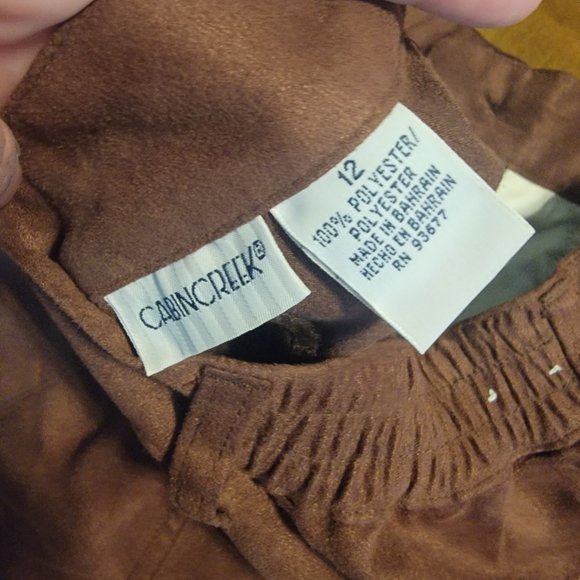 CABINCREEK®
12
100% POLYESTER/
POLYESTER
MADE IN BAHRAIN
HECHO EN BAHRAIN
RN 93677